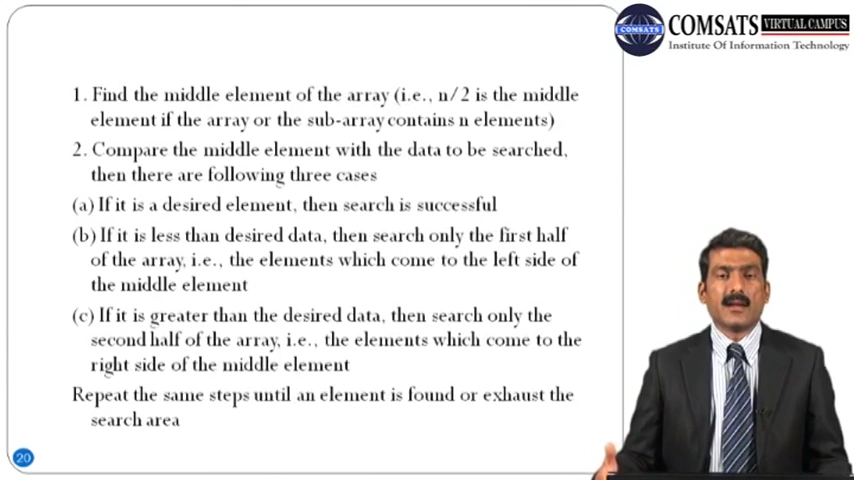 COMSATS
COMSATS VIRTUAL CAMPUS
Institute Of Information Technology
1. Find the middle element of the array (i.e., n/2 is the middle
element if the array or the sub-array contains n elements)
2. Compare the middle element with the data to be searched,
then there are following three cases
(a) If it is a desired element, then search is successful
(b) If it is less than desired data, then search only the first half
of the array, i.e., the elements which come to the left side of
the middle element
(c) If it is greater than the desired data, then search only the
second half of the array, i.e., the elements which come to the
right side of the middle element
Repeat the same steps until an element is found or exhaust the
search area
20